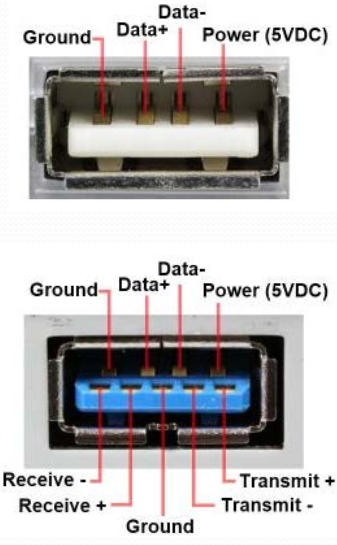 Data-
Ground Data+ Power (5VDC)
Data-
Ground Data+ Power (5VDC)
Receive - Transmit +
Receive + Transmit -
Ground